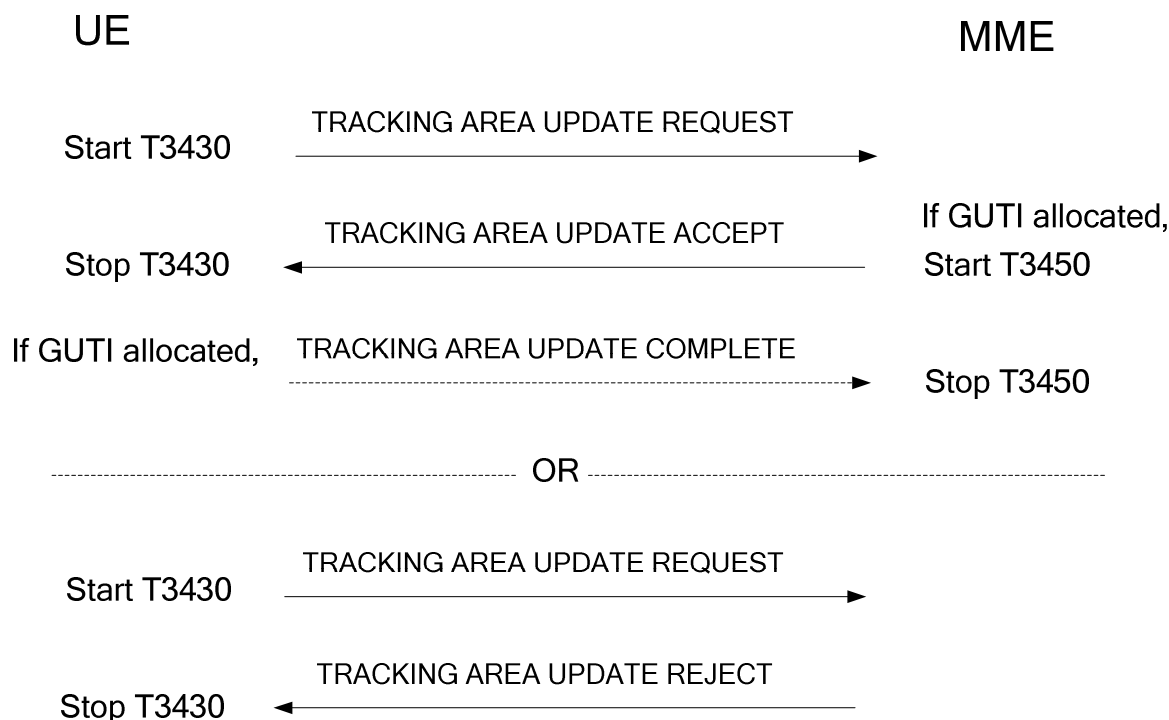 UE
MME
TRACKING AREA UPDATE REQUEST
Start T3430
If GUTI allocated,
TRACKING AREA UPDATE ACCEPT
Stop T3430
Start T3450
If GUTI allocated,
TRACKING AREA UPDATE COMPLETE
Stop T3450
OR
TRACKING AREA UPDATE REQUEST
Start T3430
TRACKING AREA UPDATE REJECT
Stop T3430